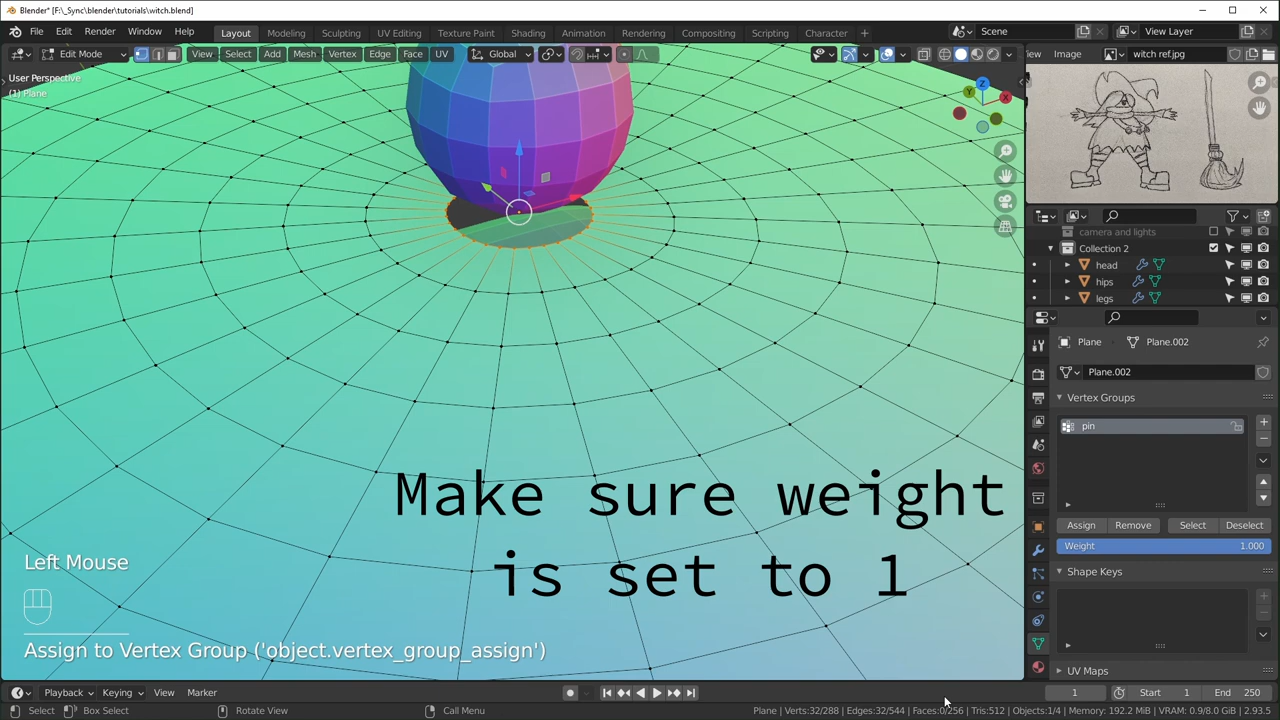 Blender* [F:\_Sync\blender\tutorials\witch.blend]
File Edit Render Window Help Layout Modeling Sculpting UV Editing Texture Paint Shading Animation Rendering Compositing Scripting Character + Scene View Layer
Edit Mode View Select Add Mesh Vertex Edge Face UV Global
View Image witch ref.jpg
User Perspective
(1) Plane
Z
Y
X
camera and lights
Collection 2
head
hips
legs
Plane Plane.002
Plane.002
Vertex Groups
pin
Assign Remove Select Deselect
Weight 1.000
Shape Keys
UV Maps
Make sure weight
is set to 1
Left Mouse
Assign to Vertex Group ('object.vertex_group_assign')
Playback Keying View Marker 1 Start 1 End 250
Select Box Select Rotate View Call Menu Plane | Verts:32/288 | Edges:32/544 | Faces:0/256 | Tris:512 | Objects:1/4 | Memory: 192.2 MiB | VRAM: 0.9/8.0 GiB | 2.93.5